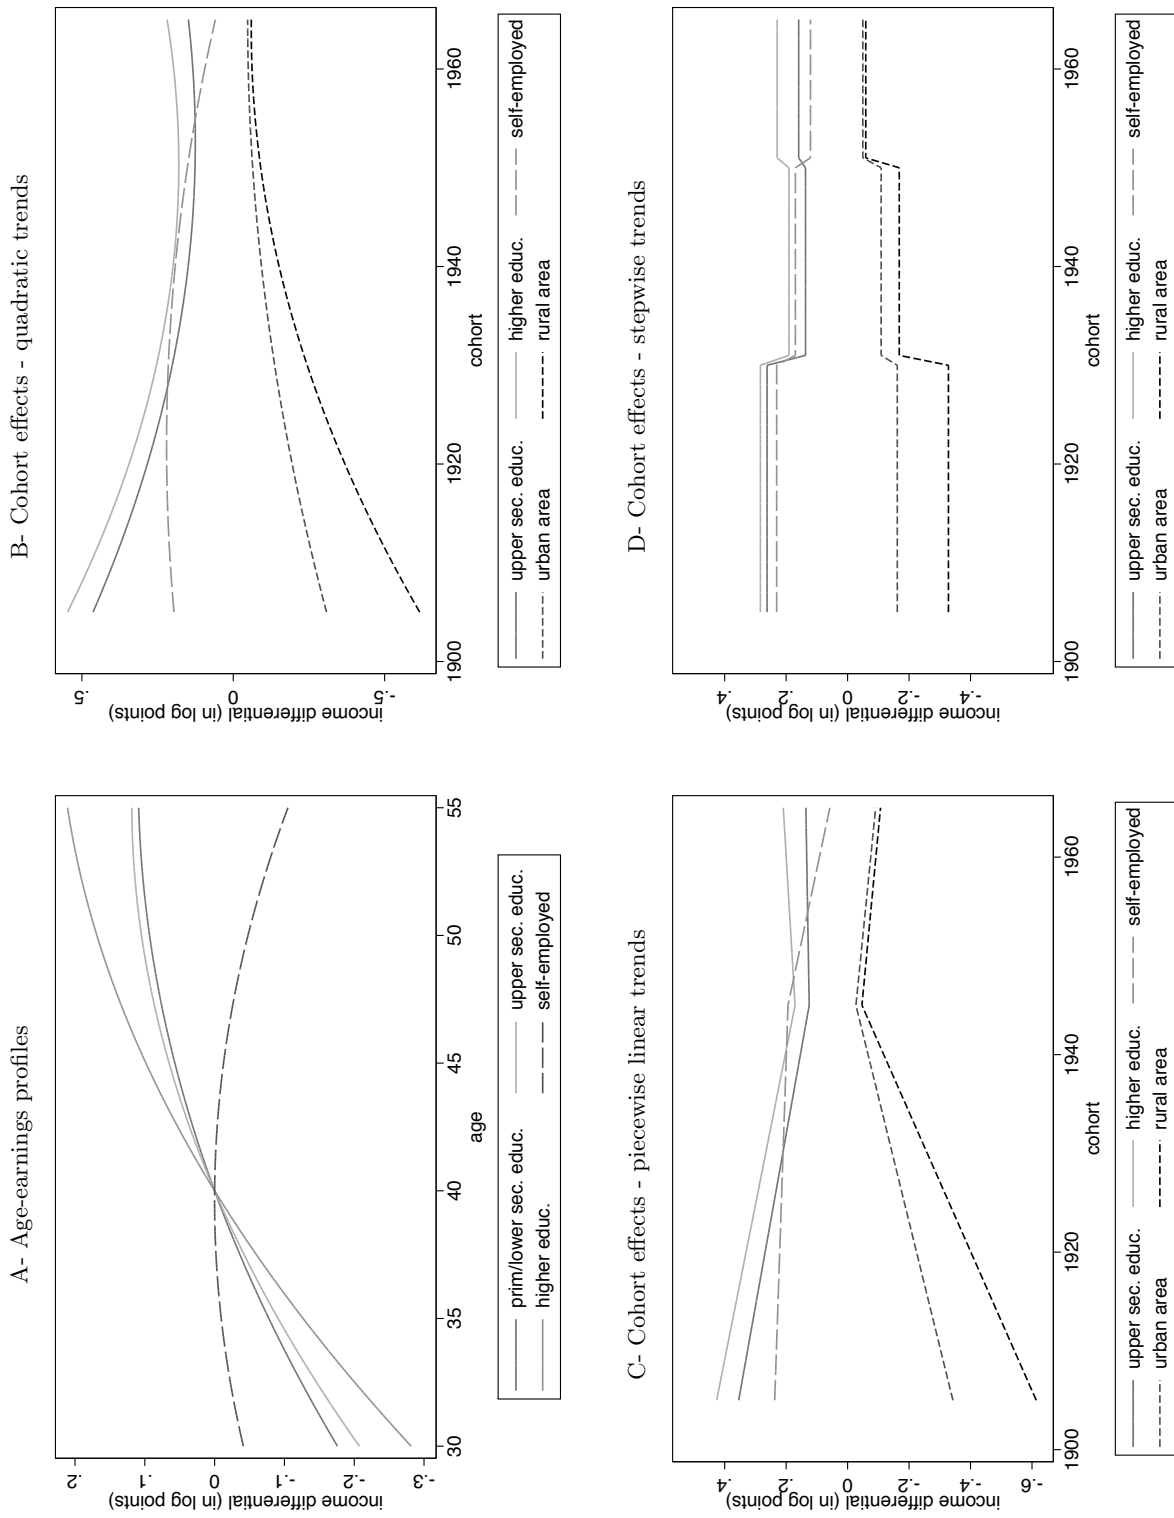 A- Age-earnings profiles
income differential (in log points)
.2
.1
0
-.1
-.2
-.3
30 35 40 45 50 55
age
prim/lower sec. educ. upper sec. educ.
higher educ. self-employed
B- Cohort effects - quadratic trends
income differential (in log points)
.5
0
-.5
1900 1920 1940 1960
cohort
upper sec. educ. higher educ. self-employed
urban area rural area
C- Cohort effects - piecewise linear trends
income differential (in log points)
.4
.2
0
-.2
-.4
-.6
1900 1920 1940 1960
cohort
upper sec. educ. higher educ. self-employed
urban area rural area
D- Cohort effects - stepwise trends
income differential (in log points)
.4
.2
0
-.2
-.4
1900 1920 1940 1960
cohort
upper sec. educ. higher educ. self-employed
urban area rural area